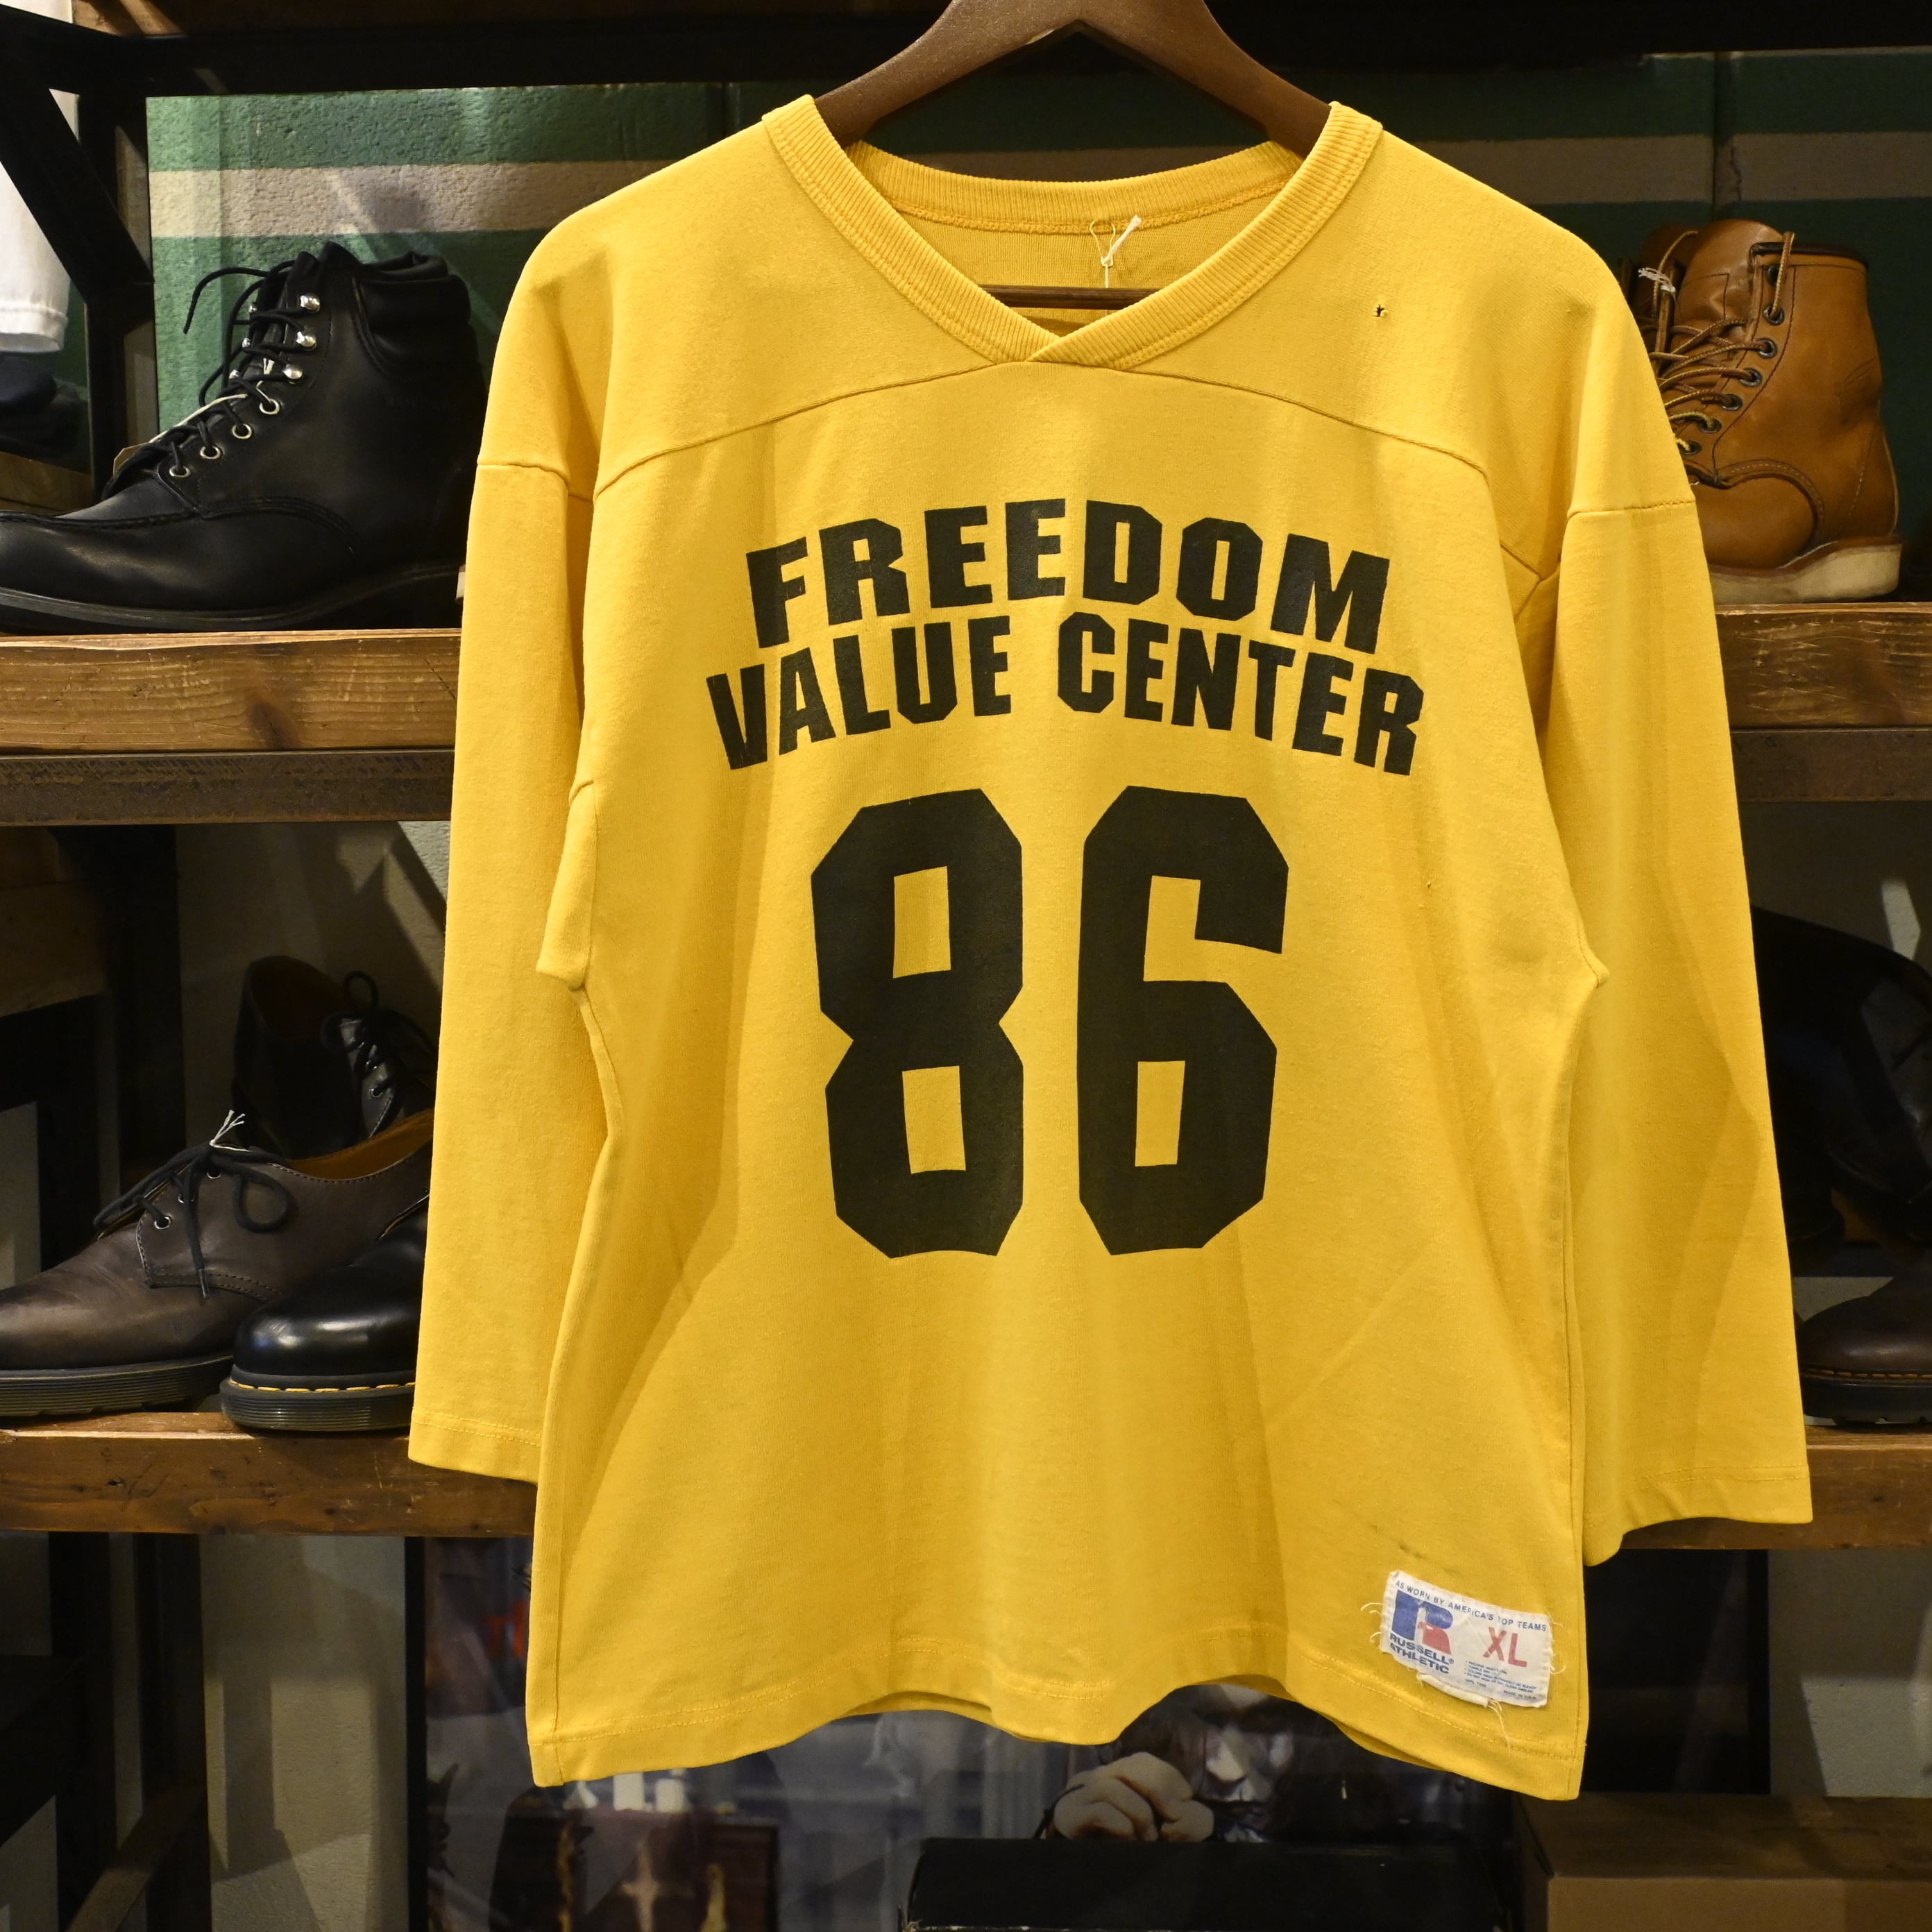 FREEDOM
VALUE CENTER
86
AS WORN BY AMERICA'S TOP TEAMS
RUSSELL®
ATHLETIC
XL